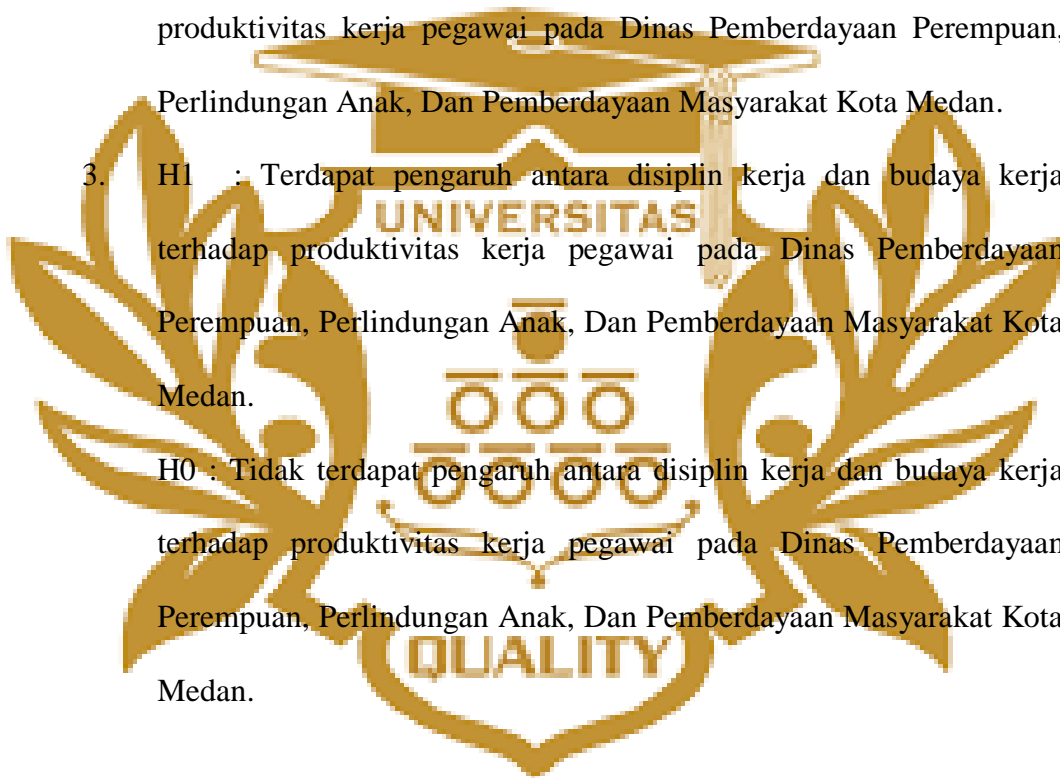 produktivitas kerja pegawai pada Dinas Pemberdayaan Perempuan,
Perlindungan Anak, Dan Pemberdayaan Masyarakat Kota Medan.
3. H1 : Terdapat pengaruh antara disiplin kerja dan budaya kerja
UNIVERSITAS
terhadap produktivitas kerja pegawai pada Dinas Pemberdayaan
Perempuan, Perlindungan Anak, Dan Pemberdayaan Masyarakat Kota
Medan.
H0 : Tidak terdapat pengaruh antara disiplin kerja dan budaya kerja
terhadap produktivitas kerja pegawai pada Dinas Pemberdayaan
Perempuan, Perlindungan Anak, Dan Pemberdayaan Masyarakat Kota
QUALITY
Medan.